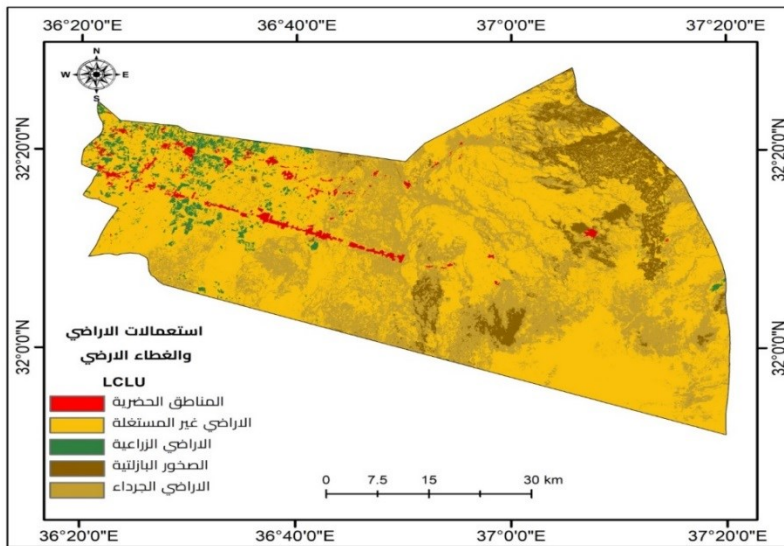 36°20'0"E 36°40'0"E 37°0'0"E 37°20'0"E
N
W E
S
32°20'0"N 32°20'0"N
32°0'0"N 32°0'0"N
استعمالات الاراضي
والغطاء الارضي
LCLU
المناطق الحضرية
الاراضي غير المستغلة
الاراضي الزراعية
الصخور البازلتية
الاراضي الجرداء
0 7.5 15 30 km
36°20'0"E 36°40'0"E 37°0'0"E 37°20'0"E